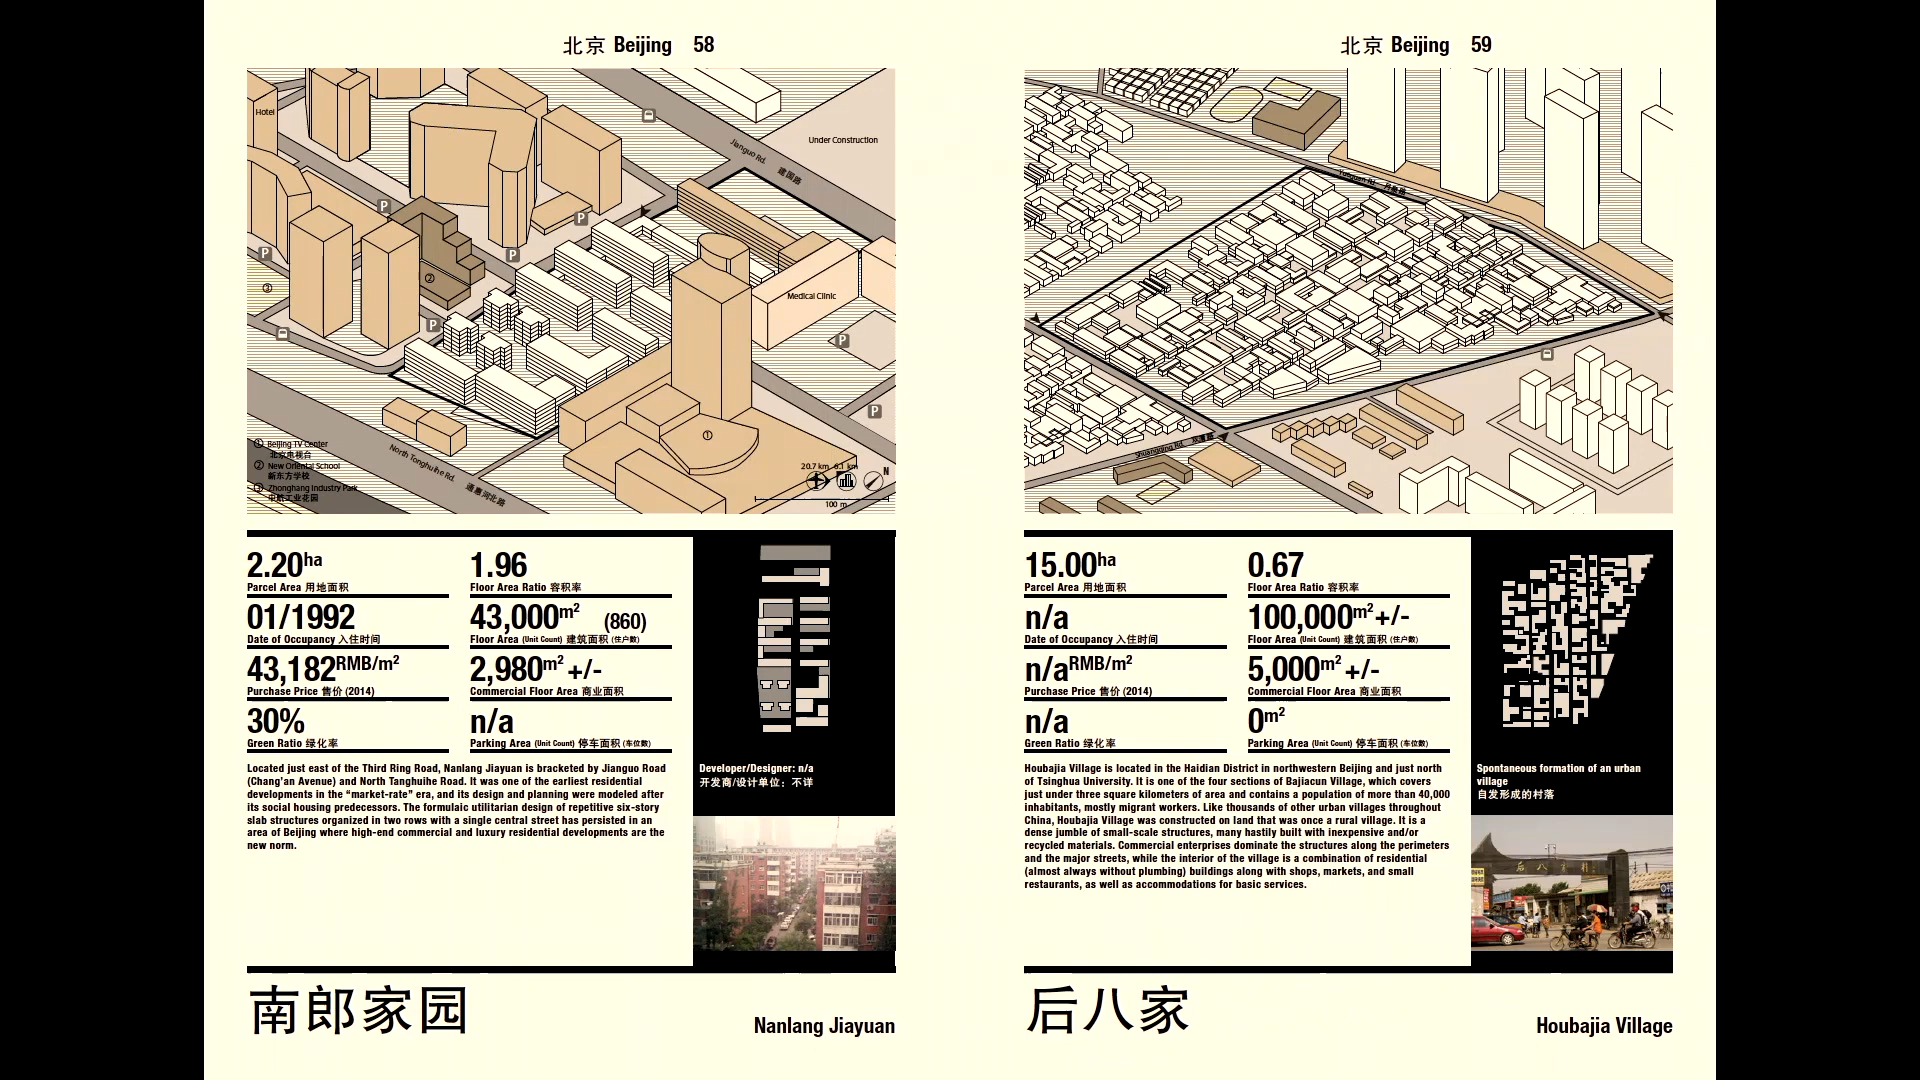 北京 Beijing 58
Hotel
Jianguo Rd. 建国路
Under Construction
P
P
P
P
②
③
P
Medical Clinic
P
P
①
① Beijing TV Center
北京电视台
② New Oriental School
新东方学校
③ Zhonghang Industry Park
中航工业花园
North Tonghuihe Rd. 通惠河北路
20.7 km 6.1 km
N
100 m
2.20ha
Parcel Area 用地面积
1.96
Floor Area Ratio 容积率
01/1992
Date of Occupancy 入住时间
43,000m² (860)
Floor Area (Unit Count) 建筑面积 (住户数)
43,182RMB/m²
Purchase Price 售价 (2014)
2,980m² +/-
Commercial Floor Area 商业面积
30%
Green Ratio 绿化率
n/a
Parking Area (Unit Count) 停车面积 (车位数)
Located just east of the Third Ring Road, Nanlang Jiayuan is bracketed by Jianguo Road
(Chang'an Avenue) and North Tanghuihe Road. It was one of the earliest residential
developments in the “market-rate” era, and its design and planning were modeled after
its social housing predecessors. The formulaic utilitarian design of repetitive six-story
slab structures organized in two rows with a single central street has persisted in an
area of Beijing where high-end commercial and luxury residential developments are the
new norm.
Developer/Designer: n/a
开发商/设计单位：不详
南郎家园
Nanlang Jiayuan
北京 Beijing 59
Yuequan Rd.
Shuangqing Rd. 双清路
15.00ha
Parcel Area 用地面积
0.67
Floor Area Ratio 容积率
n/a
Date of Occupancy 入住时间
100,000m²+/-
Floor Area (Unit Count) 建筑面积 (住户数)
n/aRMB/m²
Purchase Price 售价 (2014)
5,000m² +/-
Commercial Floor Area 商业面积
n/a
Green Ratio 绿化率
0m²
Parking Area (Unit Count) 停车面积 (车位数)
Houbajia Village is located in the Haidian District in northwestern Beijing and just north
of Tsinghua University. It is one of the four sections of Bajiacun Village, which covers
just under three square kilometers of area and contains a population of more than 40,000
inhabitants, mostly migrant workers. Like thousands of other urban villages throughout
China, Houbajia Village was constructed on land that was once a rural village. It is a
dense jumble of small-scale structures, many hastily built with inexpensive and/or
recycled materials. Commercial enterprises dominate the structures along the perimeters
and the major streets, while the interior of the village is a combination of residential
(almost always without plumbing) buildings along with shops, markets, and small
restaurants, as well as accommodations for basic services.
Spontaneous formation of an urban
village
自发形成的村落
后八家村
后八家
Houbajia Village